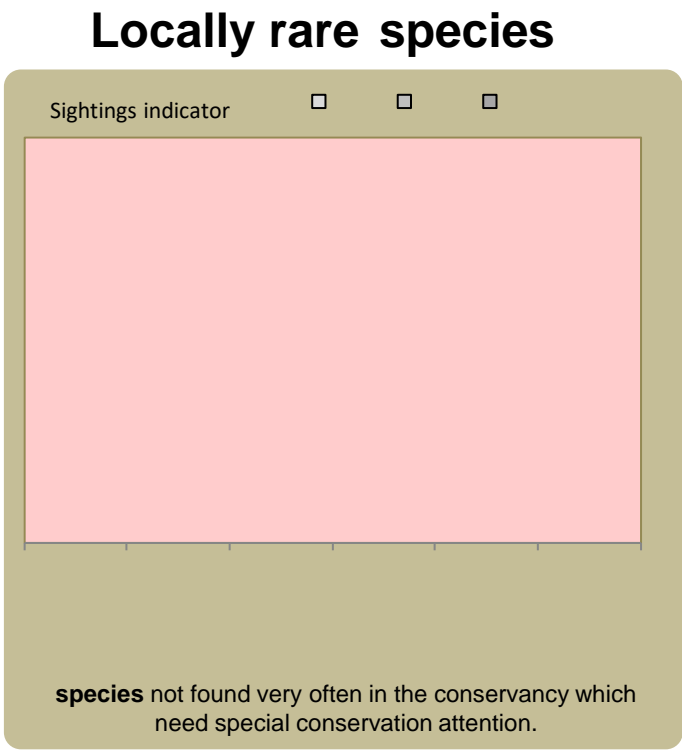 Locally rare species
Sightings indicator
species not found very often in the conservancy which
need special conservation attention.